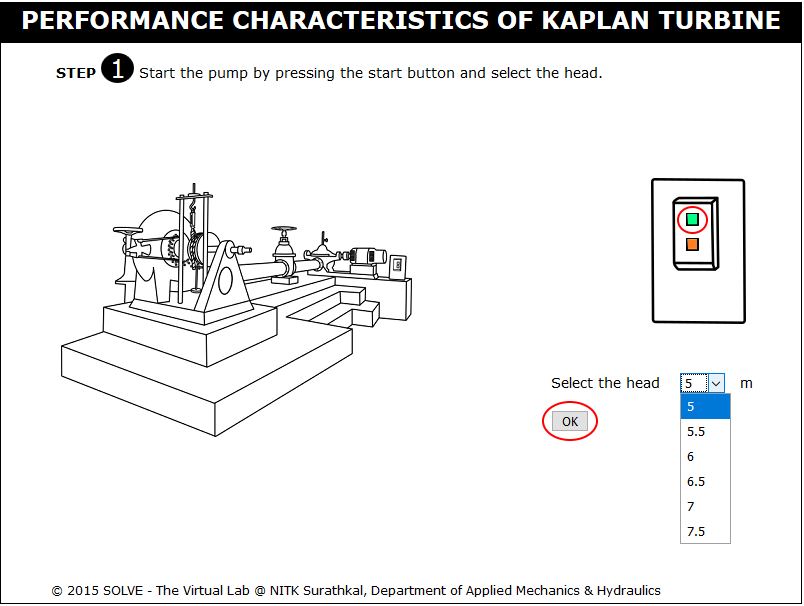 PERFORMANCE CHARACTERISTICS OF KAPLAN TURBINE
STEP 1 Start the pump by pressing the start button and select the head.
Select the head 5 m
OK
5
5.5
6
6.5
7
7.5
© 2015 SOLVE - The Virtual Lab @ NITK Surathkal, Department of Applied Mechanics & Hydraulics